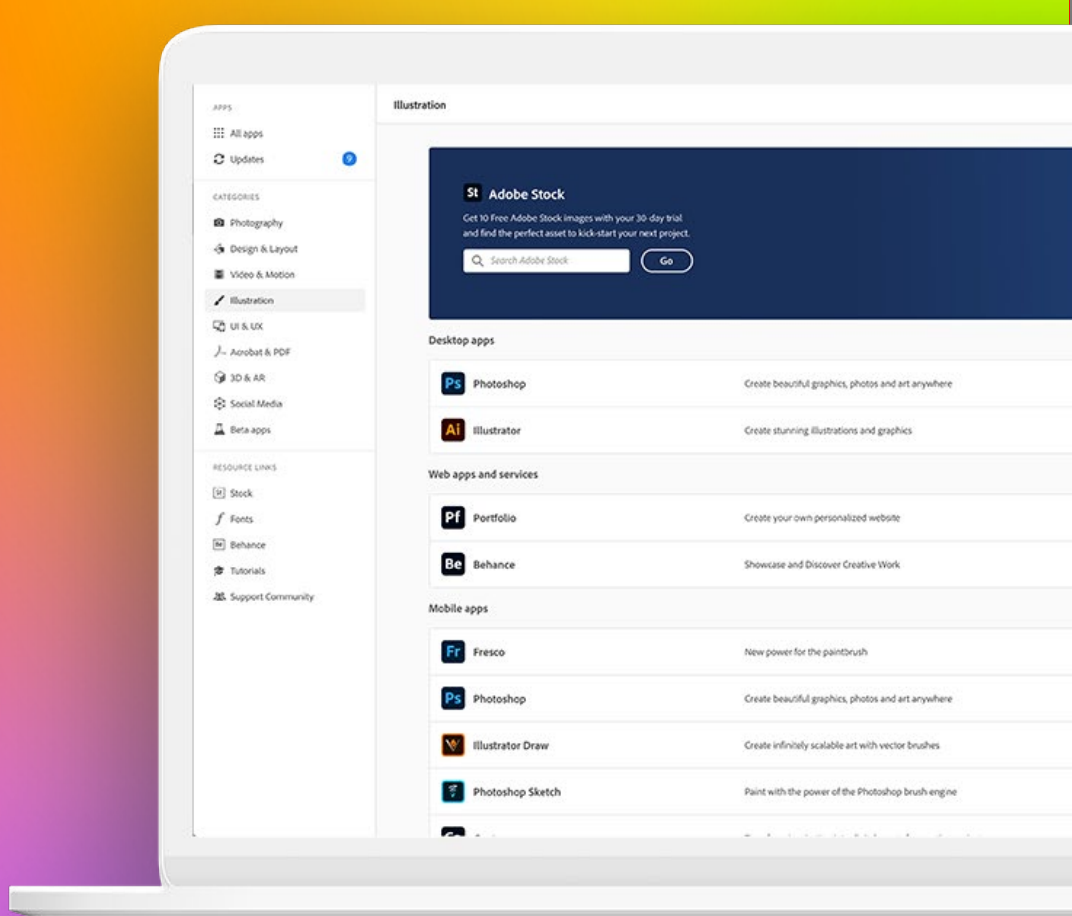 APPS
All apps
Updates
9
CATEGORIES
Photography
Design & Layout
Video & Motion
Illustration
UI & UX
Acrobat & PDF
3D & AR
Social Media
Beta apps
RESOURCE LINKS
St Stock
Fonts
Be Behance
Tutorials
Support Community
Illustration
St Adobe Stock
Get 10 Free Adobe Stock images with your 30-day trial
and find the perfect asset to kick-start your next project.
Search Adobe Stock
Go
Desktop apps
Ps Photoshop Create beautiful graphics, photos and art anywhere
Ai Illustrator Create stunning illustrations and graphics
Web apps and services
Pf Portfolio Create your own personalized website
Be Behance Showcase and Discover Creative Work
Mobile apps
Fr Fresco New power for the paintbrush
Ps Photoshop Create beautiful graphics, photos and art anywhere
Illustrator Draw Create infinitely scalable art with vector brushes
Photoshop Sketch Paint with the power of the Photoshop brush engine